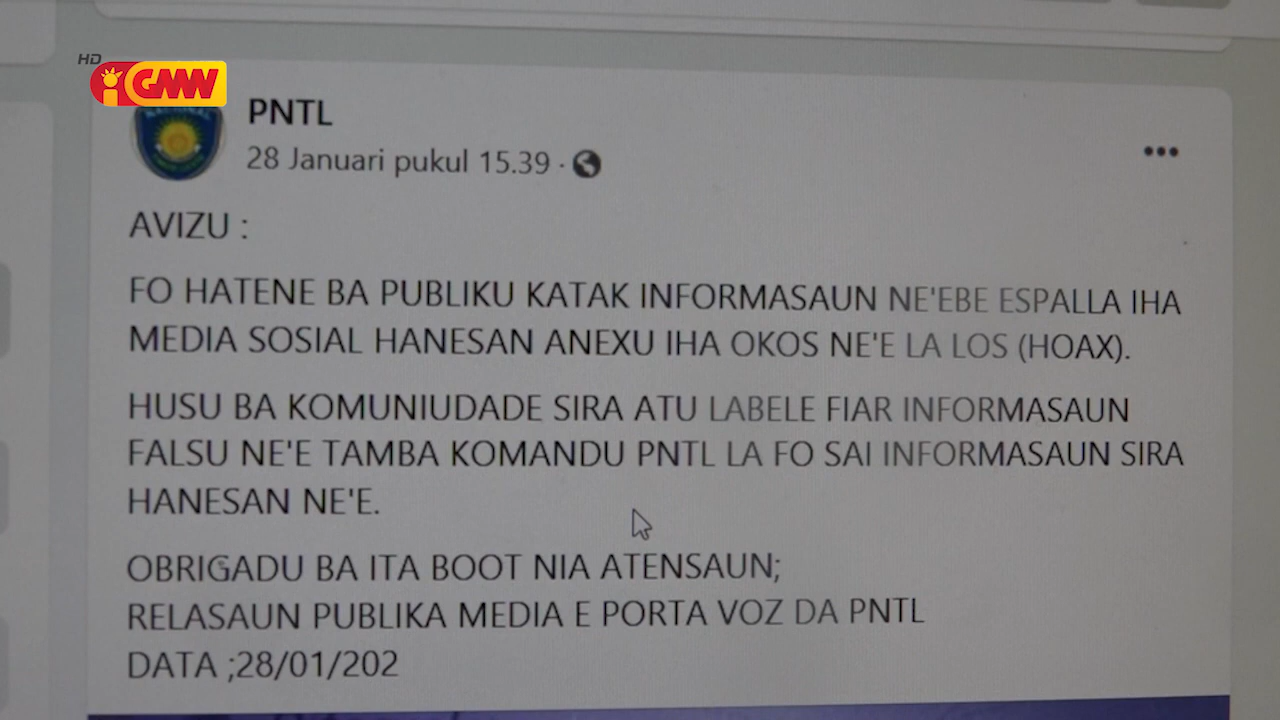 HD
GMN
PNTL
28 Januari pukul 15.39 ·
AVIZU :
FO HATENE BA PUBLIKU KATAK INFORMASAUN NE'EBE ESPALLA IHA
MEDIA SOSIAL HANESAN ANEXU IHA OKOS NE'E LA LOS (HOAX).
HUSU BA KOMUNIUDADE SIRA ATU LABELE FIAR INFORMASAUN
FALSU NE'E TAMBA KOMANDU PNTL LA FO SAI INFORMASAUN SIRA
HANESAN NE'E.
OBRIGADU BA ITA BOOT NIA ATENSAUN;
RELASAUN PUBLIKA MEDIA E PORTA VOZ DA PNTL
DATA ;28/01/202